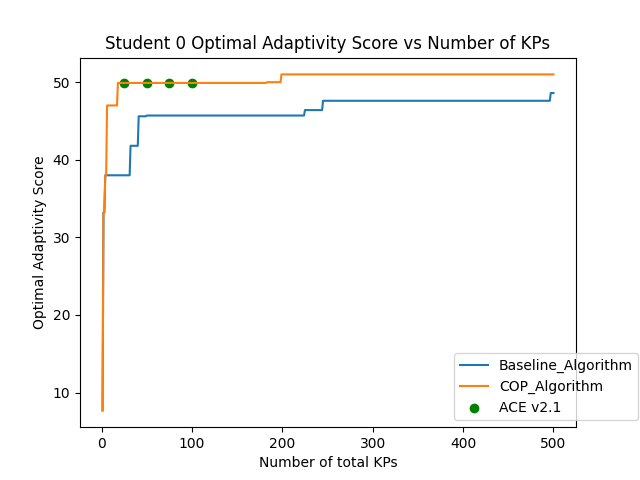 Student 0 Optimal Adaptivity Score vs Number of KPs
Optimal Adaptivity Score
50
40
30
20
10
Baseline_Algorithm
COP_Algorithm
ACE v2.1
0 100 200 300 400 500
Number of total KPs